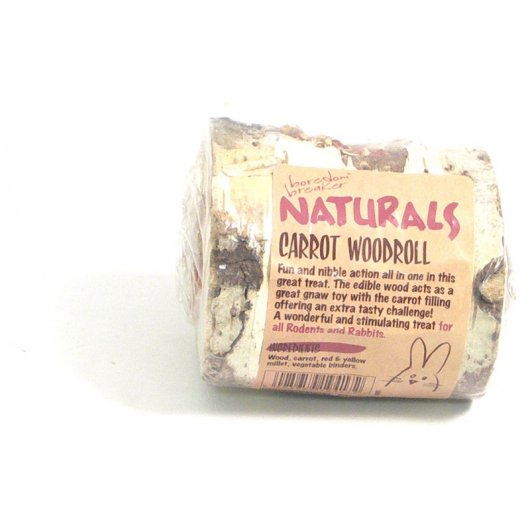 boredom
breaker
NATURALS
CARROT WOODROLL
Fun and nibble action all in one in this
great treat. The edible wood acts as a
great gnaw toy with the carrot filling
offering an extra tasty challenge!
A wonderful and stimulating treat for
all Rodents and Rabbits.
INGREDIENTS
Wood, carrot, red & yellow
millet, vegetable binders.